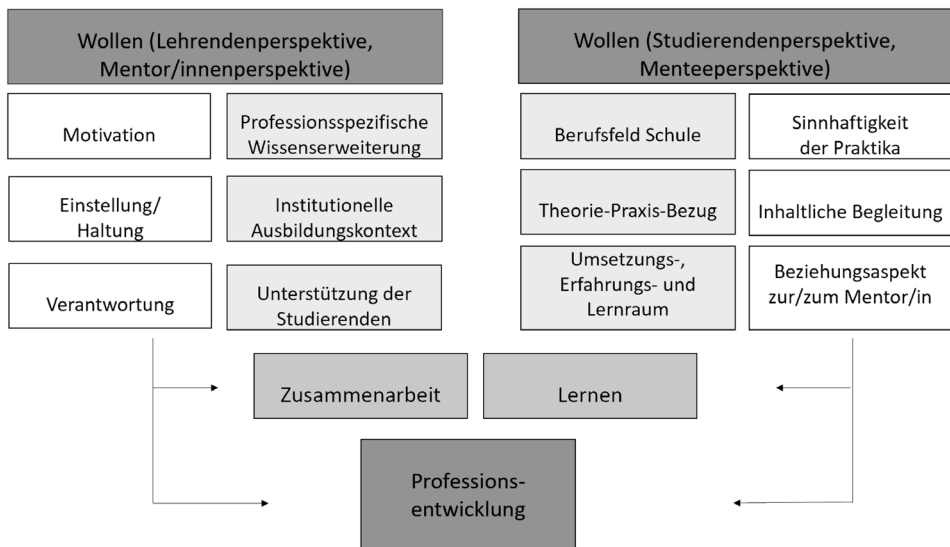 Wollen (Lehrendenperspektive,
Mentor/innenperspektive)
Motivation
Professionsspezifische
Wissenserweiterung
Einstellung/
Haltung
Institutionelle
Ausbildungskontext
Verantwortung
Unterstützung der
Studierenden
Wollen (Studierendenperspektive,
Menteeperspektive)
Berufsfeld Schule
Sinnhaftigkeit
der Praktika
Theorie-Praxis-Bezug
Inhaltliche Begleitung
Umsetzungs-,
Erfahrungs- und
Lernraum
Beziehungsaspekt
zur/zum Mentor/in
Zusammenarbeit
Lernen
Professions-
entwicklung